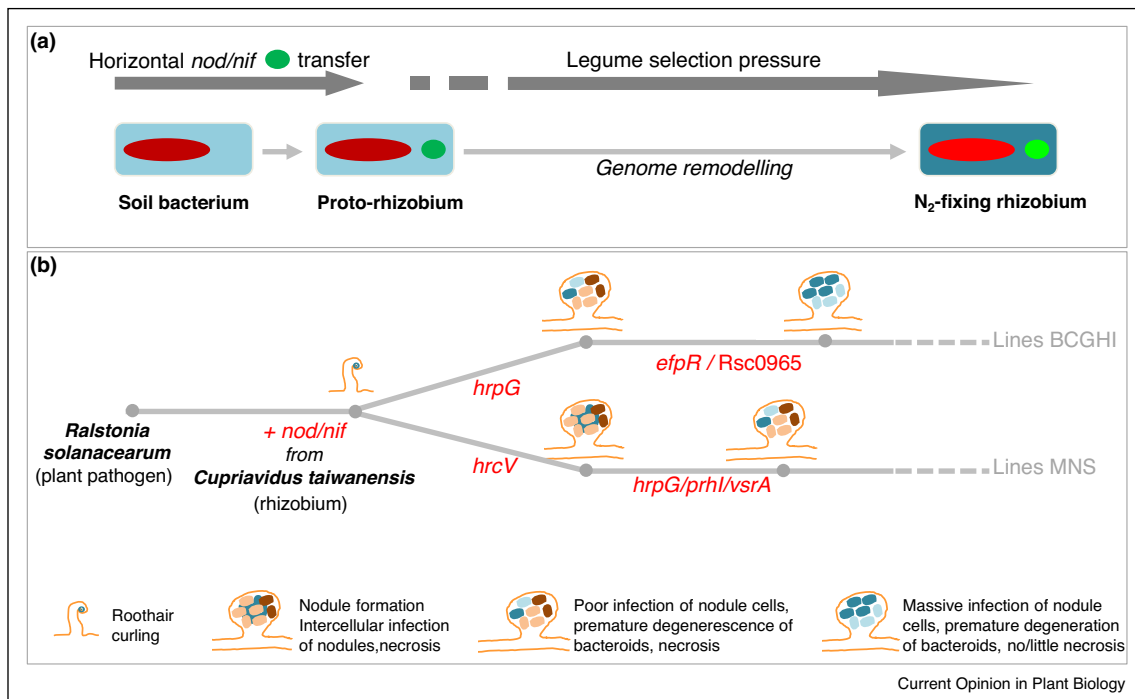 (a)
Horizontal nod/nif transfer
Legume selection pressure
Genome remodelling
Soil bacterium
Proto-rhizobium
N₂-fixing rhizobium
(b)
Lines BCGHI
efpR / Rsc0965
hrpG
+ nod/nif
from
Cupriavidus taiwanensis
(rhizobium)
Ralstonia
solanacearum
(plant pathogen)
hrcV
hrpG/prhI/vsrA
Lines MNS
Roothair
curling
Nodule formation
Intercellular infection
of nodules,necrosis
Poor infection of nodule cells,
premature degenerescence of
bacteroids, necrosis
Massive infection of nodule
cells, premature degeneration
of bacteroids, no/little necrosis
Current Opinion in Plant Biology